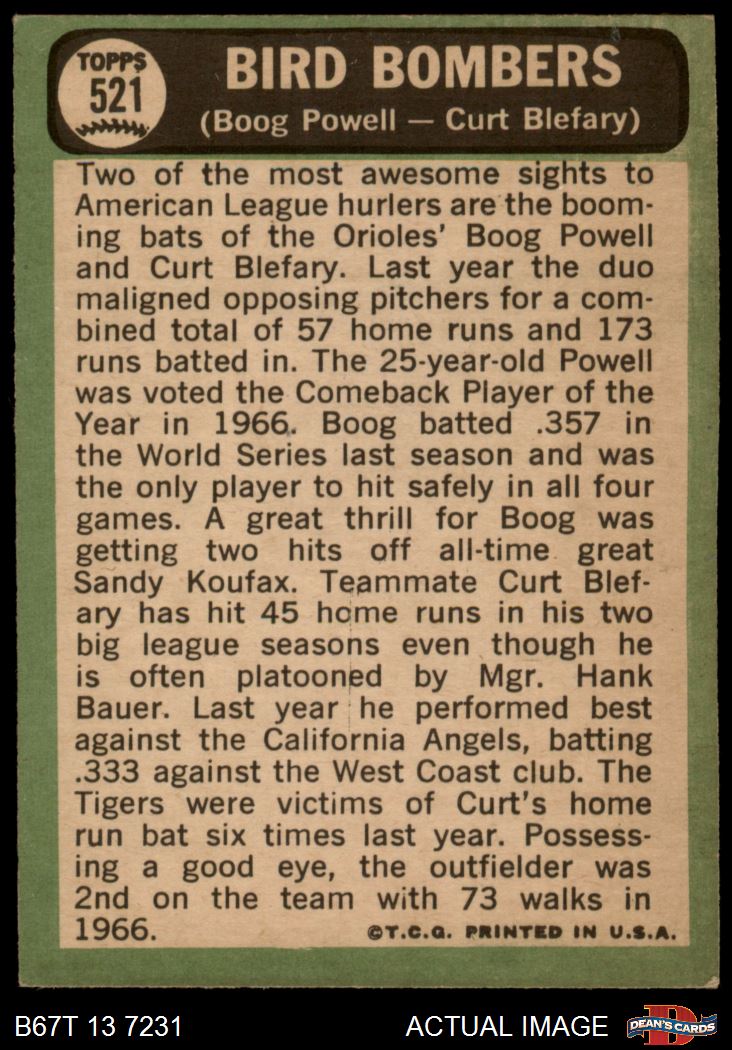 TOPPS
521
BIRD BOMBERS
(Boog Powell — Curt Blefary)
Two of the most awesome sights to
American League hurlers are the boom-
ing bats of the Orioles' Boog Powell
and Curt Blefary. Last year the duo
maligned opposing pitchers for a com-
bined total of 57 home runs and 173
runs batted in. The 25-year-old Powell
was voted the Comeback Player of the
Year in 1966. Boog batted .357 in
the World Series last season and was
the only player to hit safely in all four
games. A great thrill for Boog was
getting two hits off all-time great
Sandy Koufax. Teammate Curt Blef-
ary has hit 45 home runs in his two
big league seasons even though he
is often platooned by Mgr. Hank
Bauer. Last year he performed best
against the California Angels, batting
.333 against the West Coast club. The
Tigers were victims of Curt's home
run bat six times last year. Possess-
ing a good eye, the outfielder was
2nd on the team with 73 walks in
1966.
©T.C.G. PRINTED IN U.S.A.
B67T 13 7231
ACTUAL IMAGE
D
DEAN'S CARDS